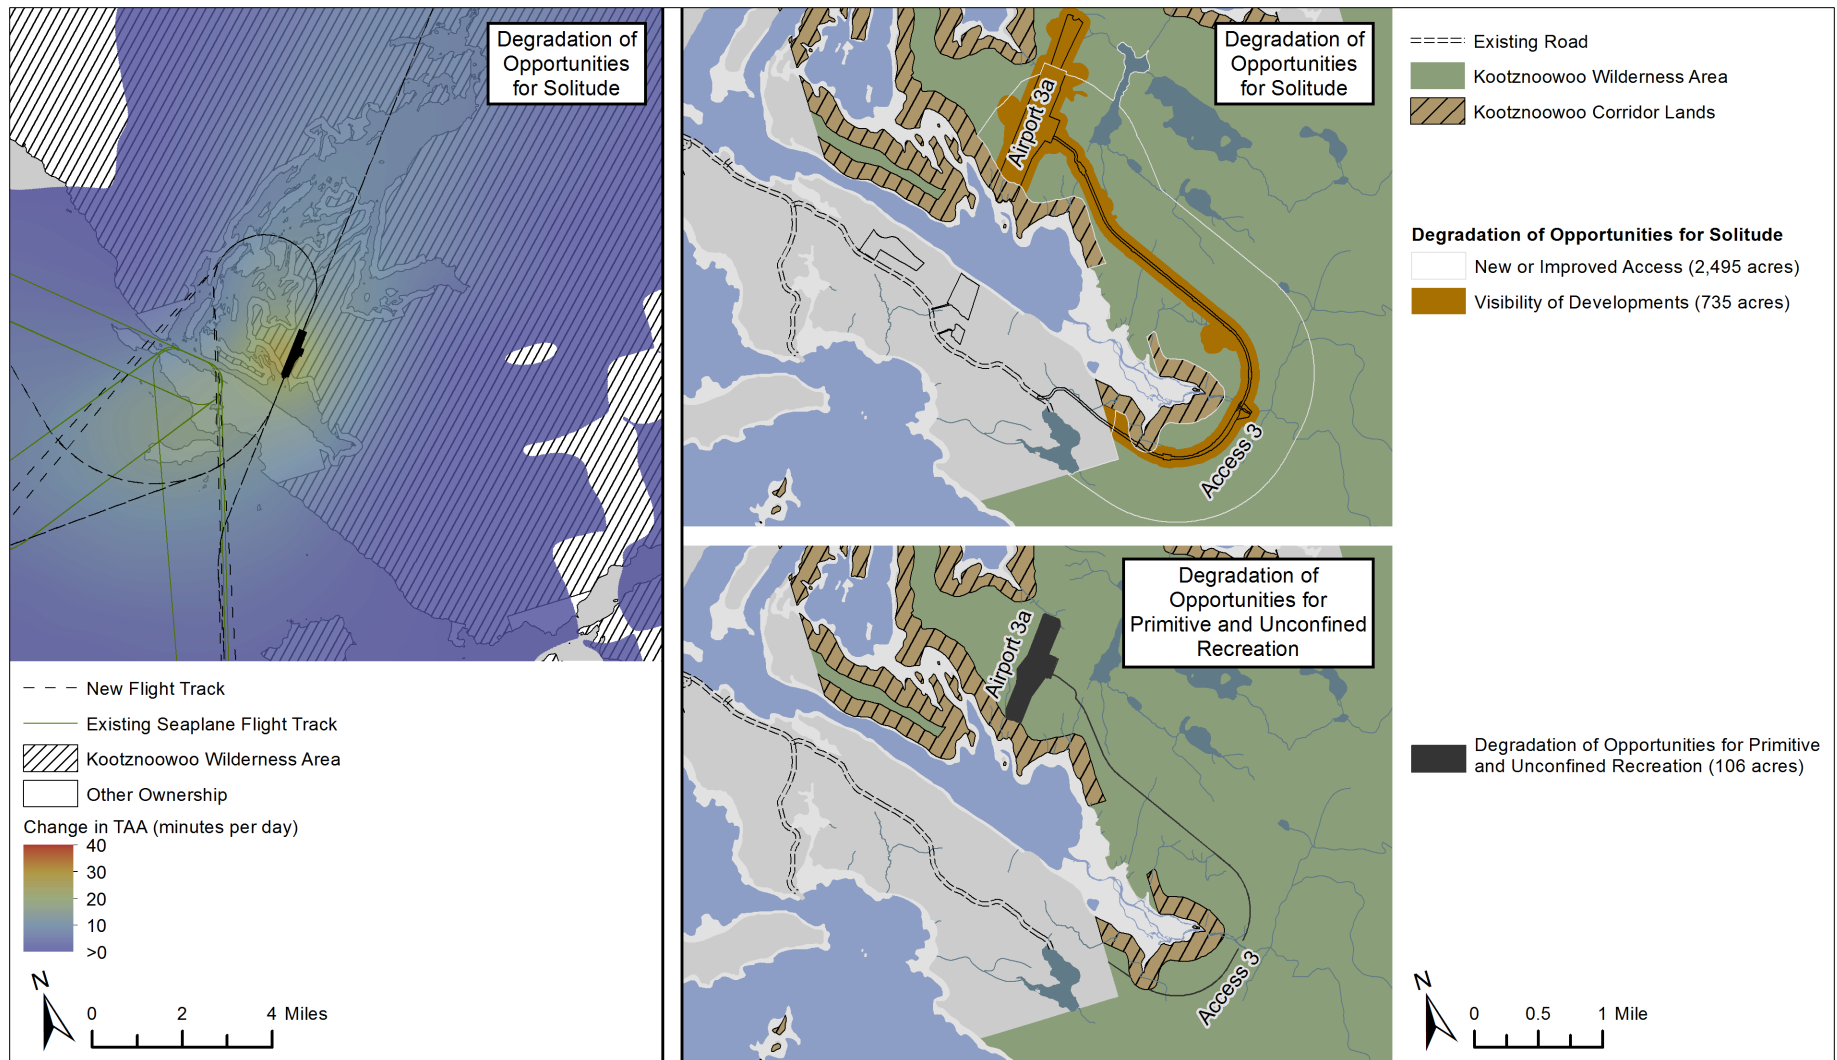 Degradation of
Opportunities
for Solitude
New Flight Track
Existing Seaplane Flight Track
Kootznoowoo Wilderness Area
Other Ownership
Change in TAA (minutes per day)
40
30
20
10
>0
N
0 2 4 Miles
Degradation of
Opportunities
for Solitude
Airport 3a
Access 3
Degradation of
Opportunities for
Primitive and Unconfined
Recreation
Airport 3a
Access 3
Existing Road
Kootznoowoo Wilderness Area
Kootznoowoo Corridor Lands
Degradation of Opportunities for Solitude
New or Improved Access (2,495 acres)
Visibility of Developments (735 acres)
Degradation of Opportunities for Primitive
and Unconfined Recreation (106 acres)
N
0 0.5 1 Mile